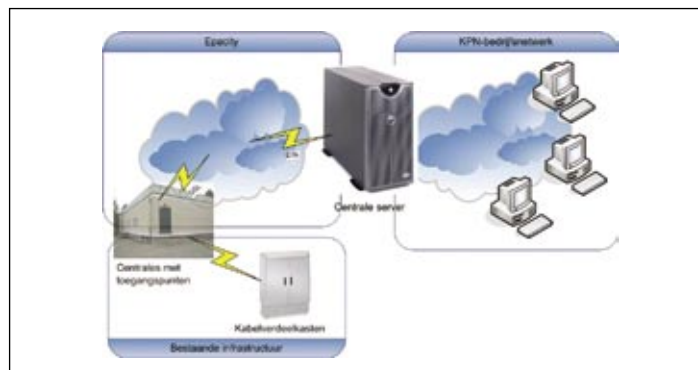 Epacity
KPN-bedrijfsnetwerk
Centrale server
Centrales met
toegangspunten
Kabelverdeelkasten
Bestaande infrastructuur